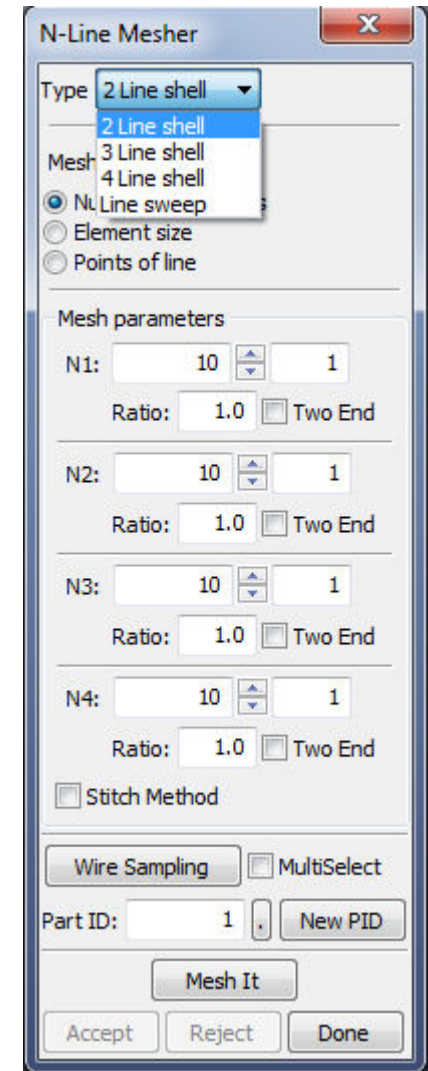 N-Line Mesher
Type 2 Line shell
2 Line shell
3 Line shell
4 Line shell
Line sweep
Mesh
Element size
Points of line
Mesh parameters
N1: 10 1
Ratio: 1.0 Two End
N2: 10 1
Ratio: 1.0 Two End
N3: 10 1
Ratio: 1.0 Two End
N4: 10 1
Ratio: 1.0 Two End
Stitch Method
Wire Sampling MultiSelect
Part ID: 1 . New PID
Mesh It
Accept Reject Done